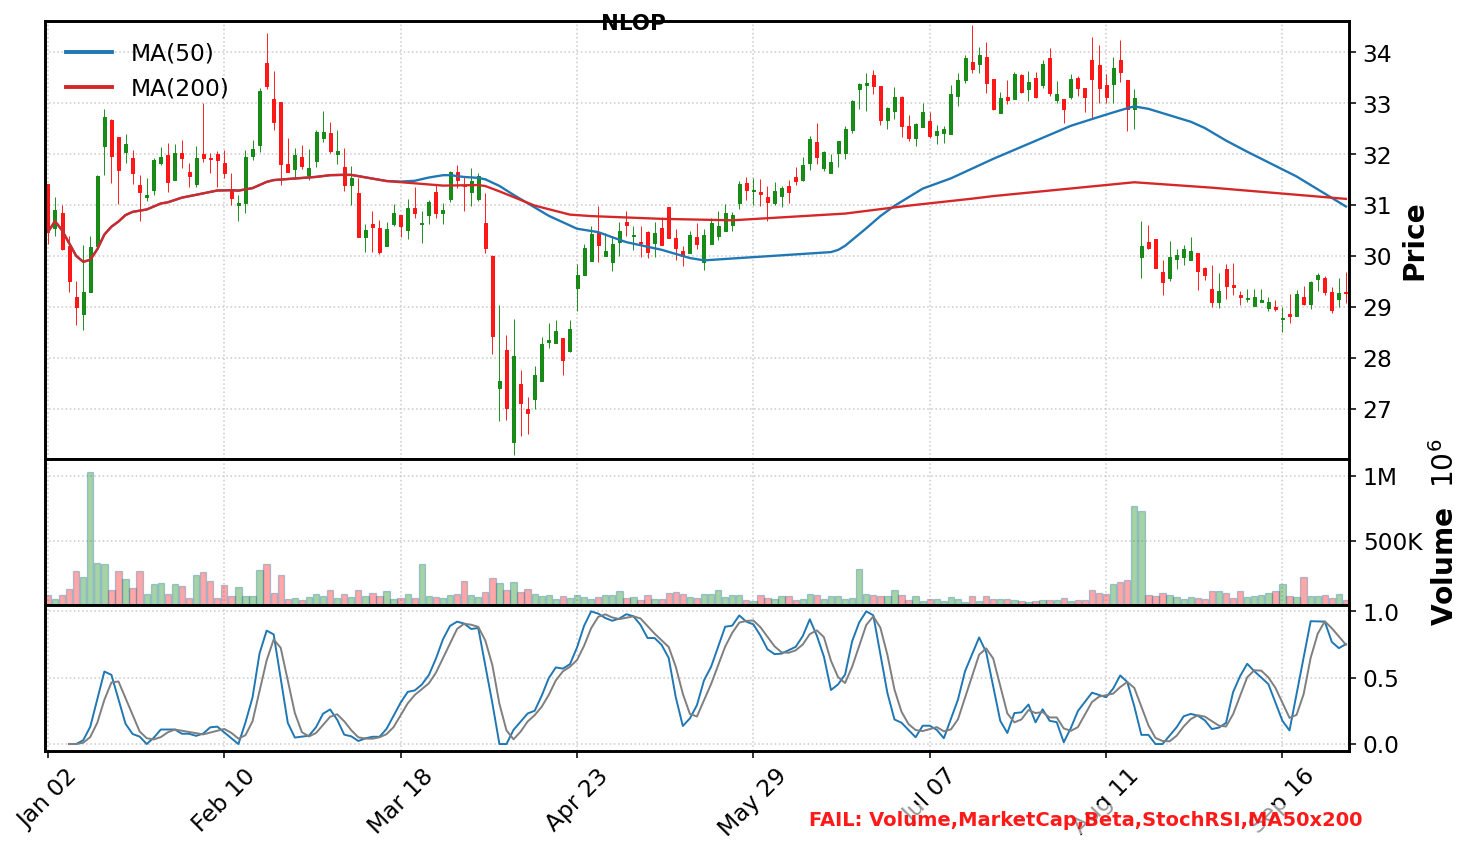 NLOP
MA(50)
MA(200)
34
33
32
31
30
29
28
27
Price
1M
500K
Volume 10⁶
1.0
0.5
0.0
Jan 02
Feb 10
Mar 18
Apr 23
May 29
Jul 07
Aug 11
Sep 16
FAIL: Volume,MarketCap,Beta,StochRSI,MA50x200